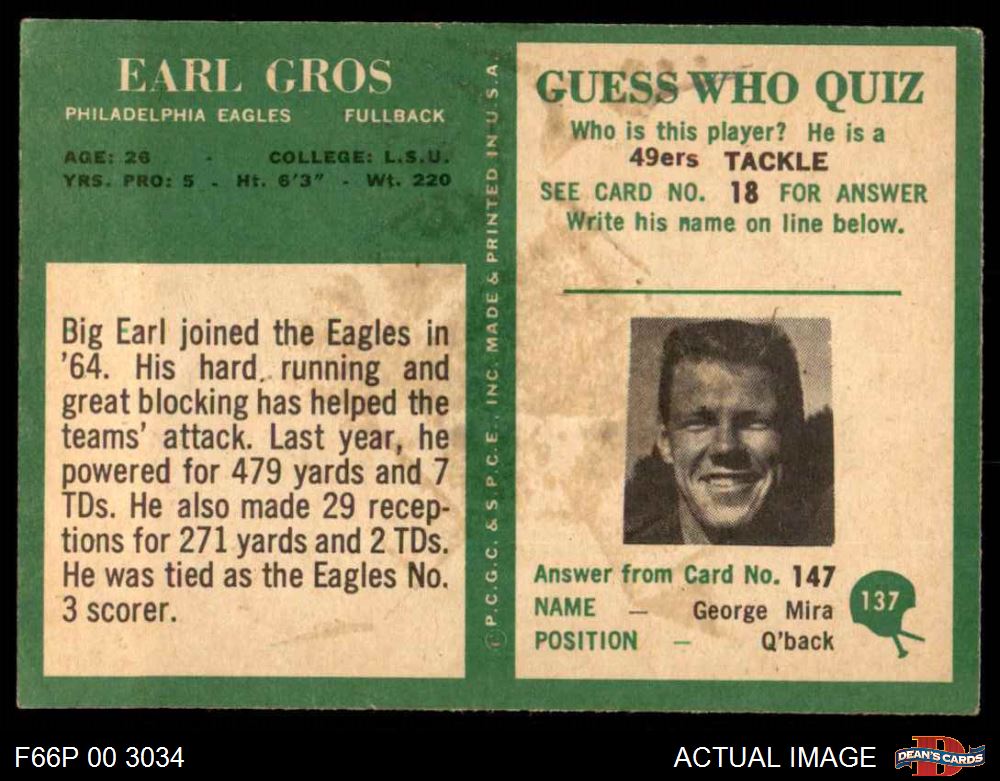 EARL GROS
PHILADELPHIA EAGLES FULLBACK
AGE: 26 - COLLEGE: L.S.U.
YRS. PRO: 5 - Ht. 6'3" - Wt. 220
Big Earl joined the Eagles in
'64. His hard running and
great blocking has helped the
teams' attack. Last year, he
powered for 479 yards and 7
TDs. He also made 29 recep-
tions for 271 yards and 2 TDs.
He was tied as the Eagles No.
3 scorer.
© P.C.G.C. & S.P.C.E., INC. MADE & PRINTED IN U.S.A.
GUESS WHO QUIZ
Who is this player? He is a
49ers TACKLE
SEE CARD NO. 18 FOR ANSWER
Write his name on line below.
Answer from Card No. 147
NAME — George Mira
POSITION — Q'back
137
F66P 00 3034
ACTUAL IMAGE
D
DEAN'S CARDS